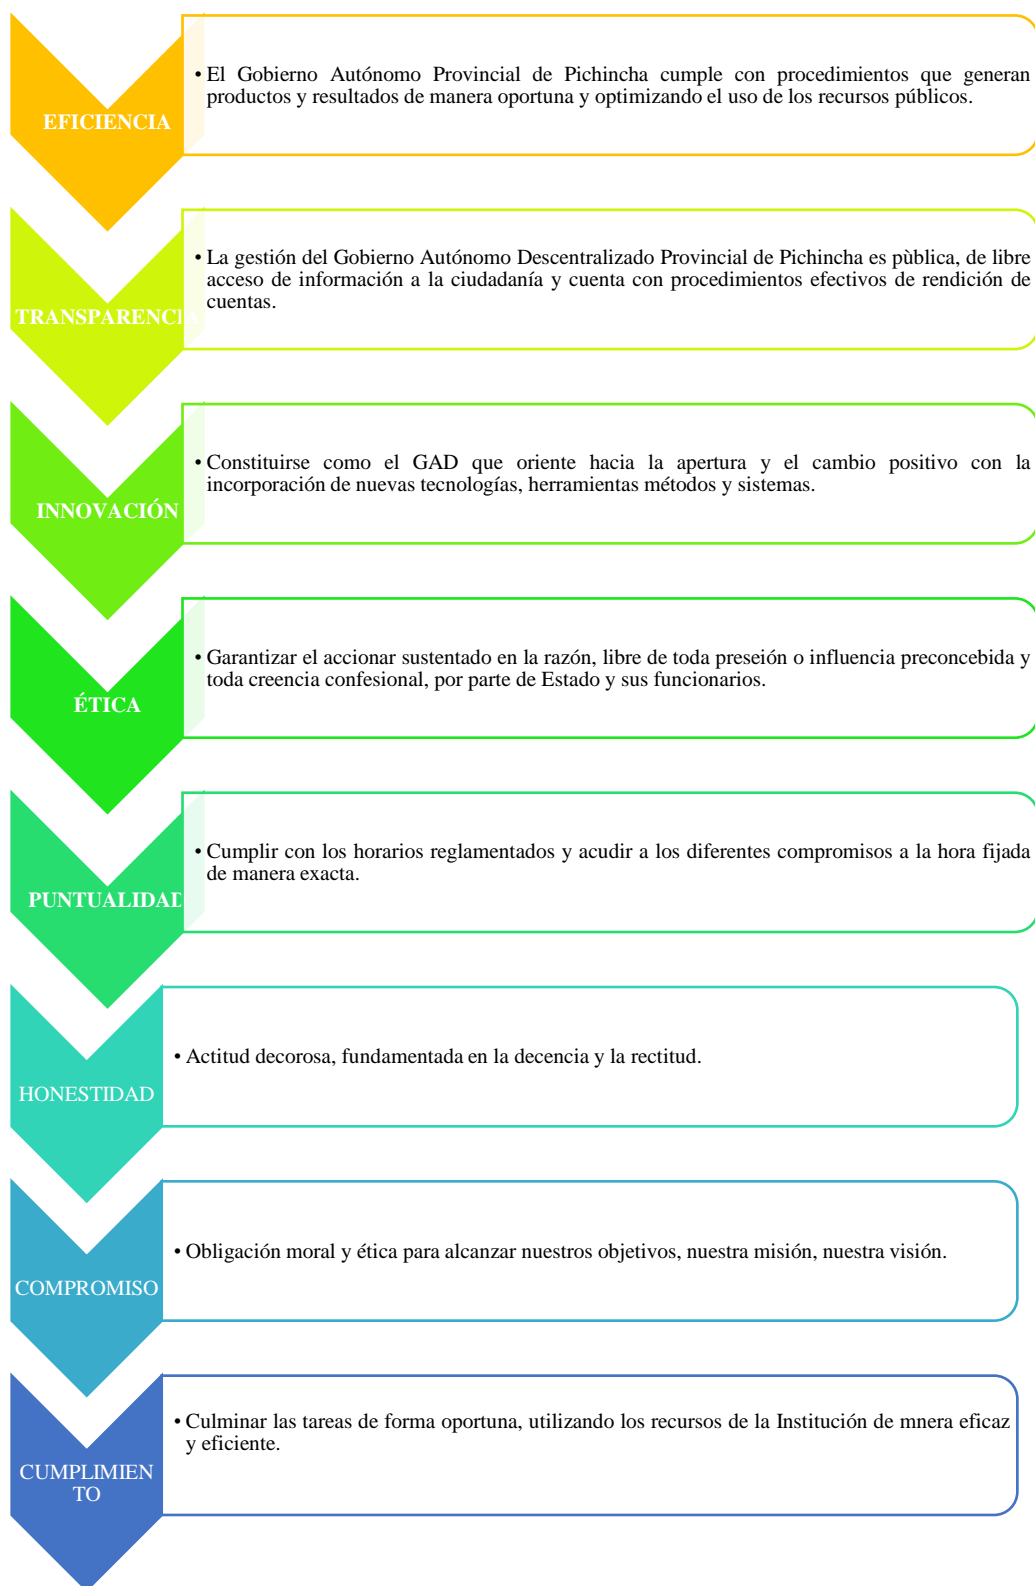 EFICIENCIA
• El Gobierno Autónomo Provincial de Pichincha cumple con procedimientos que generan
productos y resultados de manera oportuna y optimizando el uso de los recursos públicos.
TRANSPARENCIA
• La gestión del Gobierno Autónomo Descentralizado Provincial de Pichincha es pùblica, de libre
acceso de información a la ciudadanía y cuenta con procedimientos efectivos de rendición de
cuentas.
INNOVACIÓN
• Constituirse como el GAD que oriente hacia la apertura y el cambio positivo con la
incorporación de nuevas tecnologías, herramientas métodos y sistemas.
ÉTICA
• Garantizar el accionar sustentado en la razón, libre de toda preseión o influencia preconcebida y
toda creencia confesional, por parte de Estado y sus funcionarios.
PUNTUALIDAD
• Cumplir con los horarios reglamentados y acudir a los diferentes compromisos a la hora fijada
de manera exacta.
HONESTIDAD
• Actitud decorosa, fundamentada en la decencia y la rectitud.
COMPROMISO
• Obligación moral y ética para alcanzar nuestros objetivos, nuestra misión, nuestra visión.
CUMPLIMIEN
TO
• Culminar las tareas de forma oportuna, utilizando los recursos de la Institución de mnera eficaz
y eficiente.